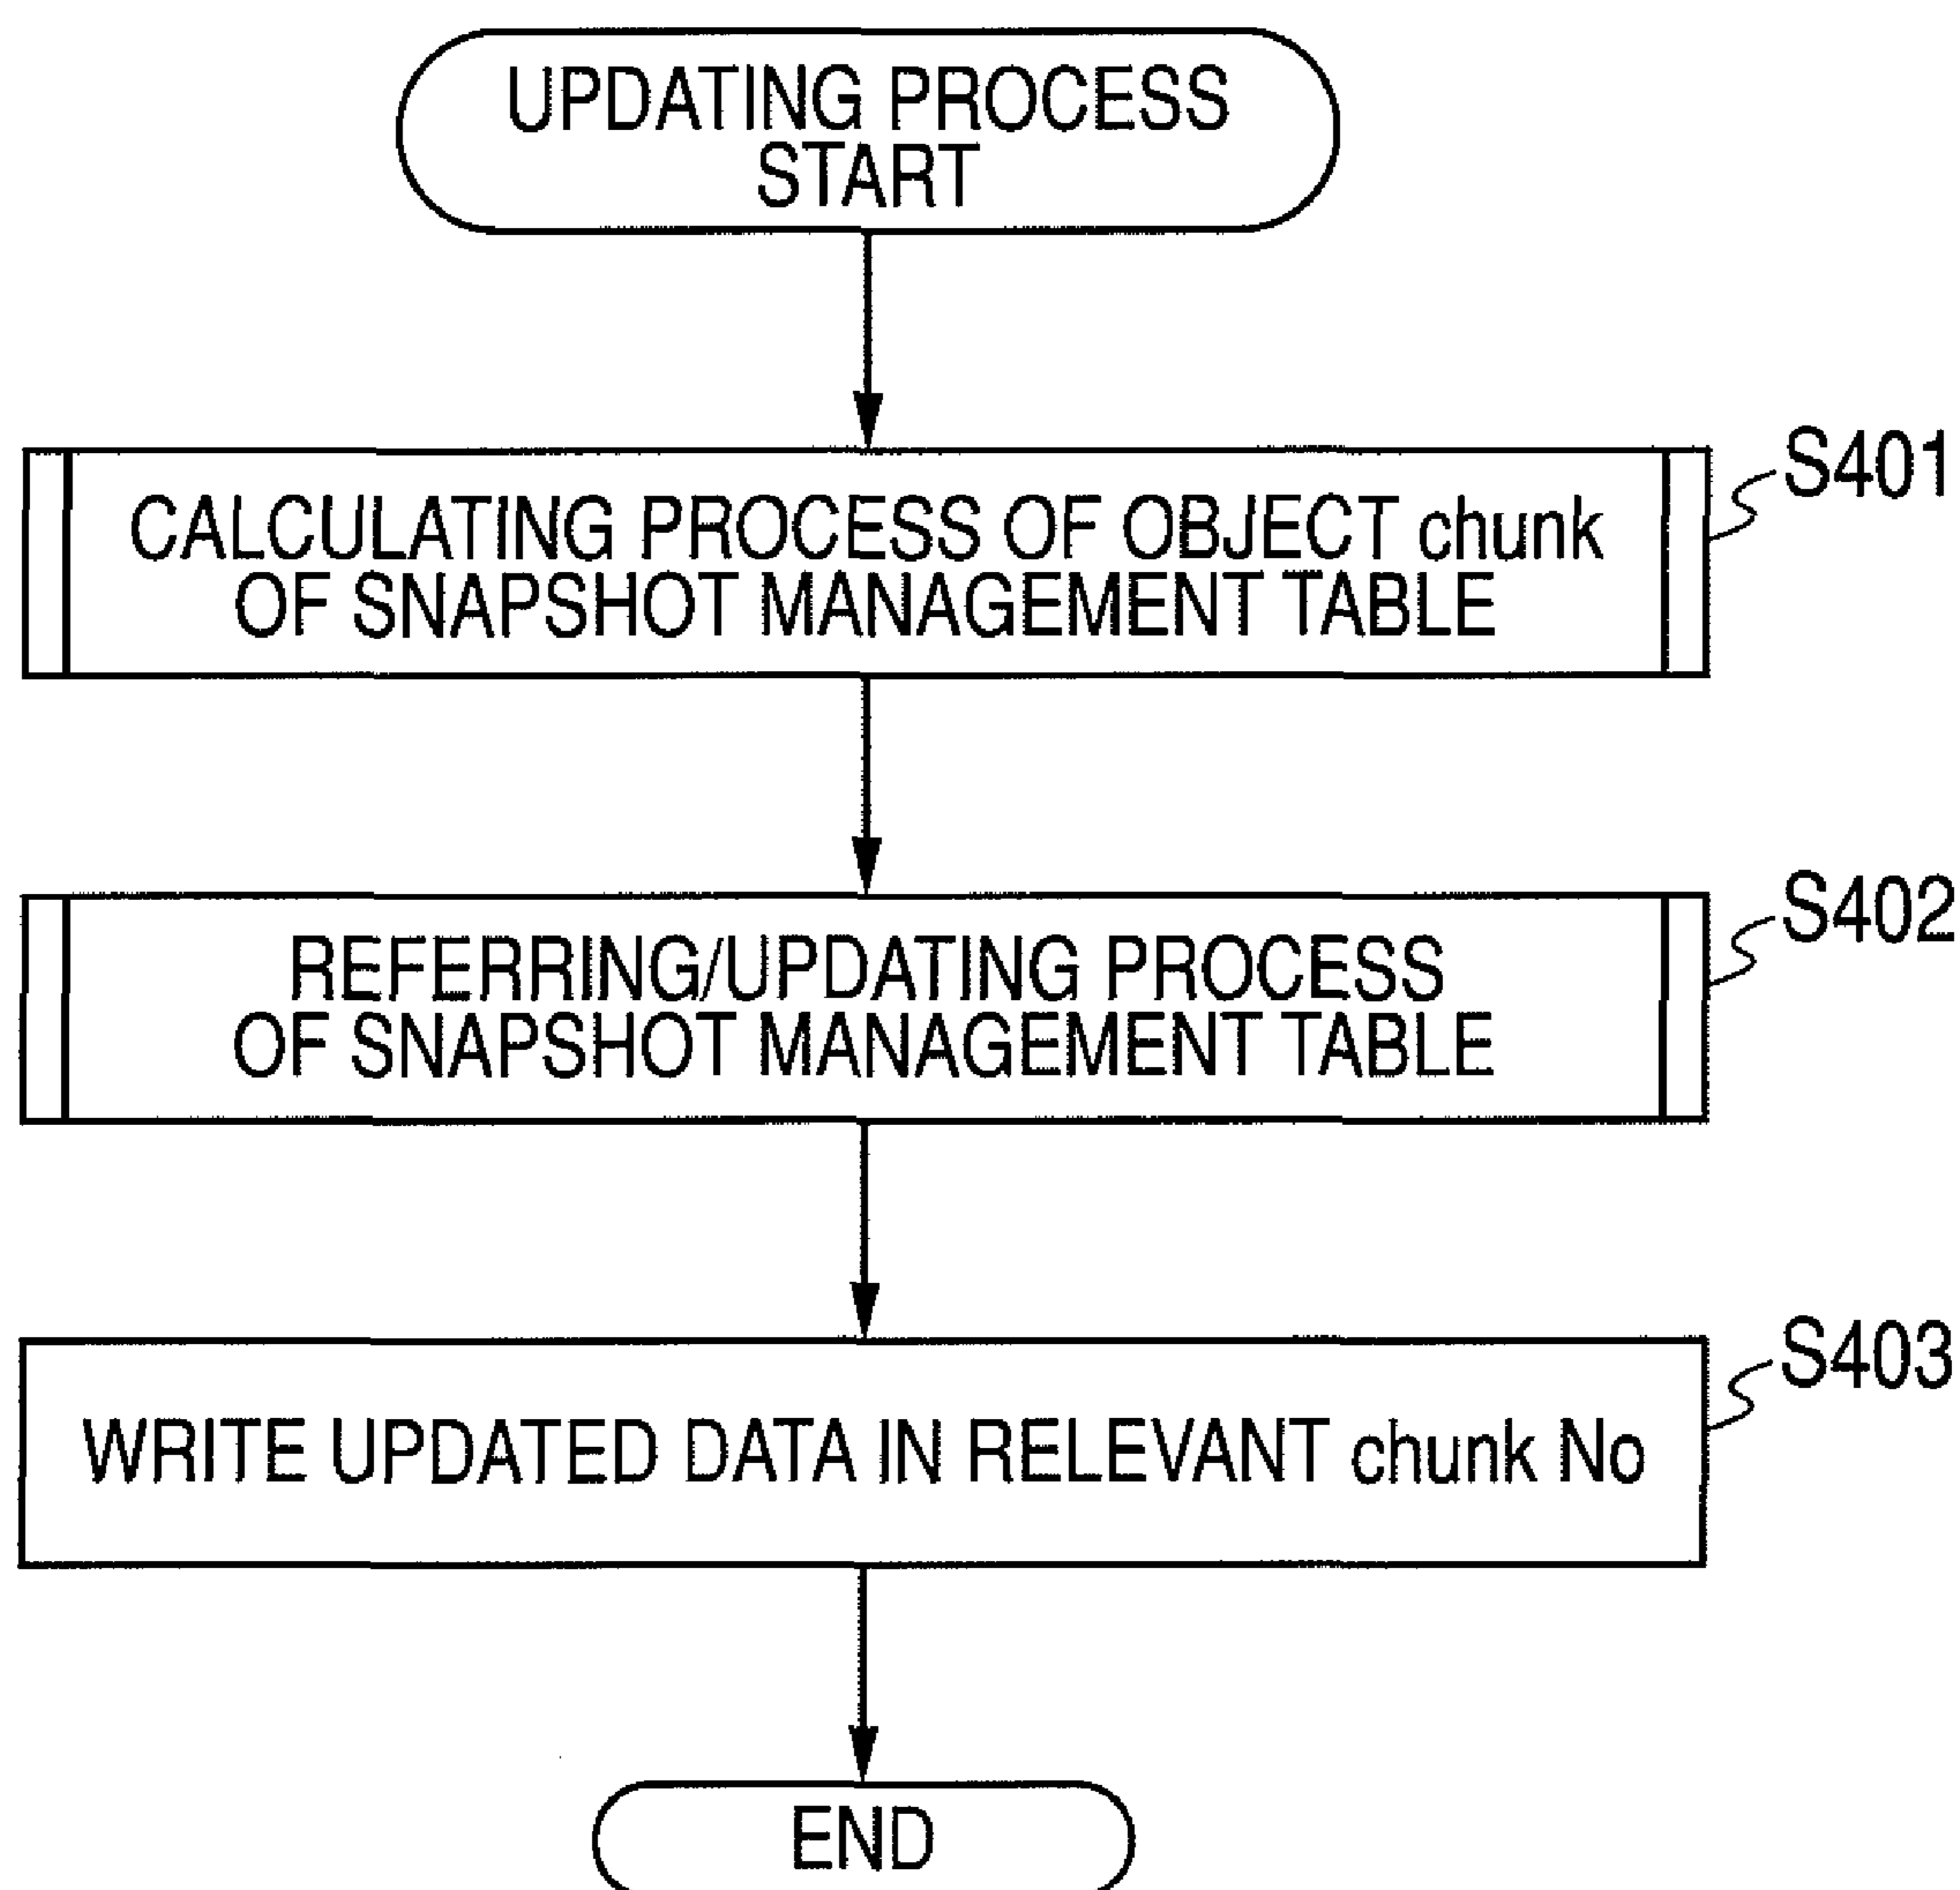 UPDATING PROCESS
START
S401
CALCULATING PROCESS OF OBJECT chunk
OF SNAPSHOT MANAGEMENT TABLE
S402
REFERRING/UPDATING PROCESS
OF SNAPSHOT MANAGEMENT TABLE
S403
WRITE UPDATED DATA IN RELEVANT chunk No
END